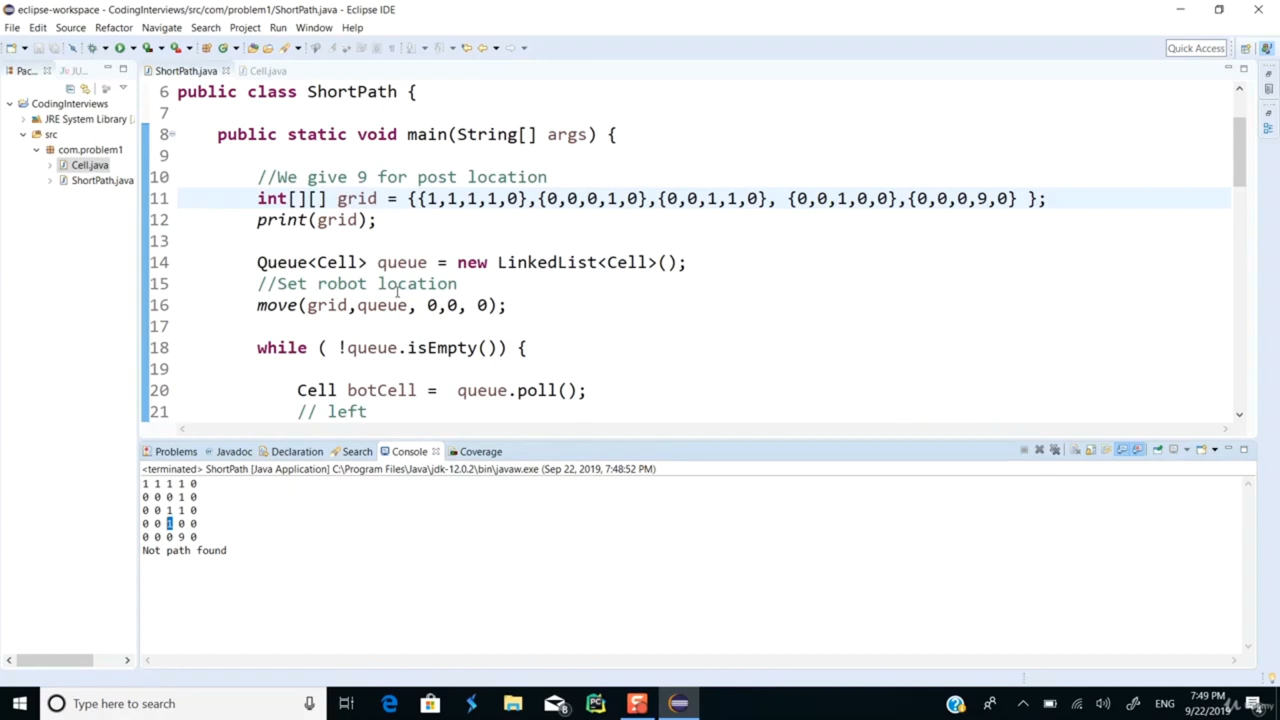 eclipse-workspace - CodingInterviews/src/com/problem1/ShortPath.java - Eclipse IDE
File Edit Source Refactor Navigate Search Project Run Window Help
Quick Access
Pac... JU... ShortPath.java Cell.java
CodingInterviews
JRE System Library [
src
com.problem1
Cell.java
ShortPath.java
6 public class ShortPath {
7
8 public static void main(String[] args) {
9
10 //We give 9 for post location
11 int[][] grid = {{1,1,1,1,0},{0,0,0,1,0},{0,0,1,1,0}, {0,0,1,0,0},{0,0,0,9,0} };
12 print(grid);
13
14 Queue<Cell> queue = new LinkedList<Cell>();
15 //Set robot location
16 move(grid,queue, 0,0, 0);
17
18 while ( !queue.isEmpty()) {
19
20 Cell botCell = queue.poll();
21 // left
Problems Javadoc Declaration Search Console Coverage
<terminated> ShortPath [Java Application] C:\Program Files\Java\jdk-12.0.2\bin\javaw.exe (Sep 22, 2019, 7:48:52 PM)
1 1 1 1 0
0 0 0 1 0
0 0 1 1 0
0 0 1 0 0
0 0 0 9 0
Not path found
Type here to search
ENG
7:49 PM
9/22/2019